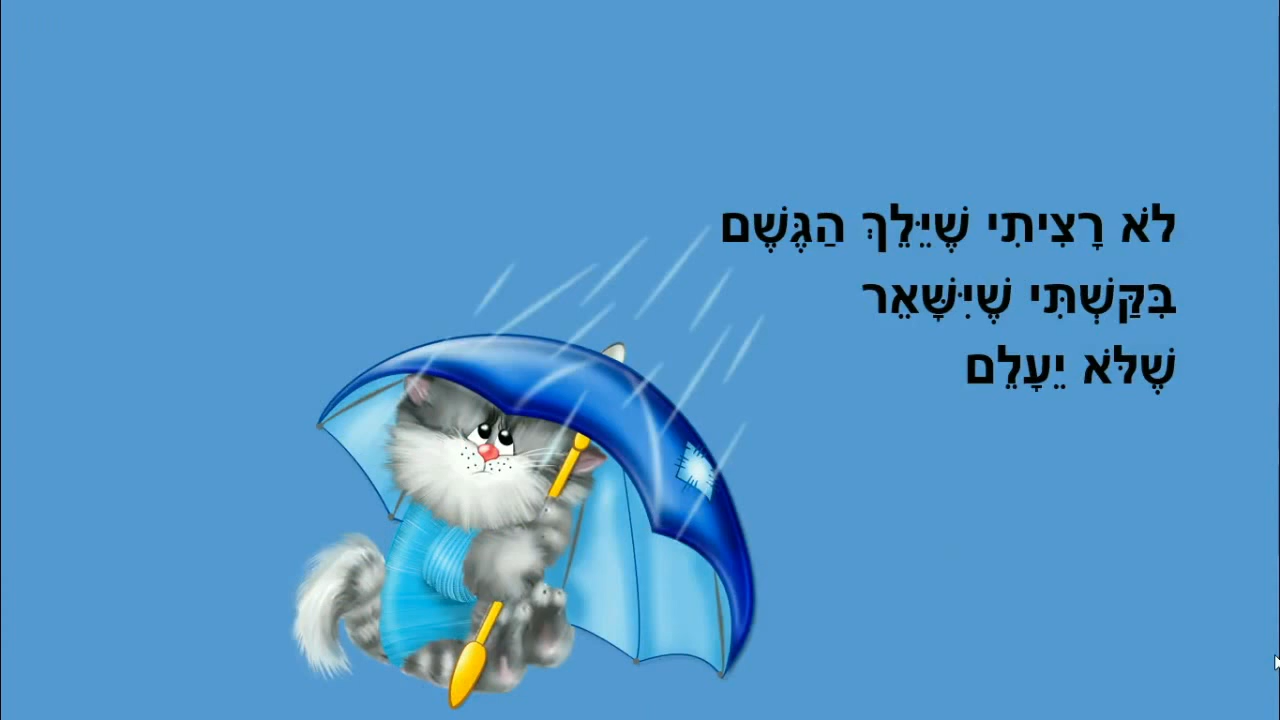 לֹא רָצִיתִי שֶׁיֵּלֵךְ הַגֶּשֶׁם
בִּקַּשְׁתִּי שֶׁיִּשָּׁאֵר
שֶׁלֹּא יֵעָלֵם